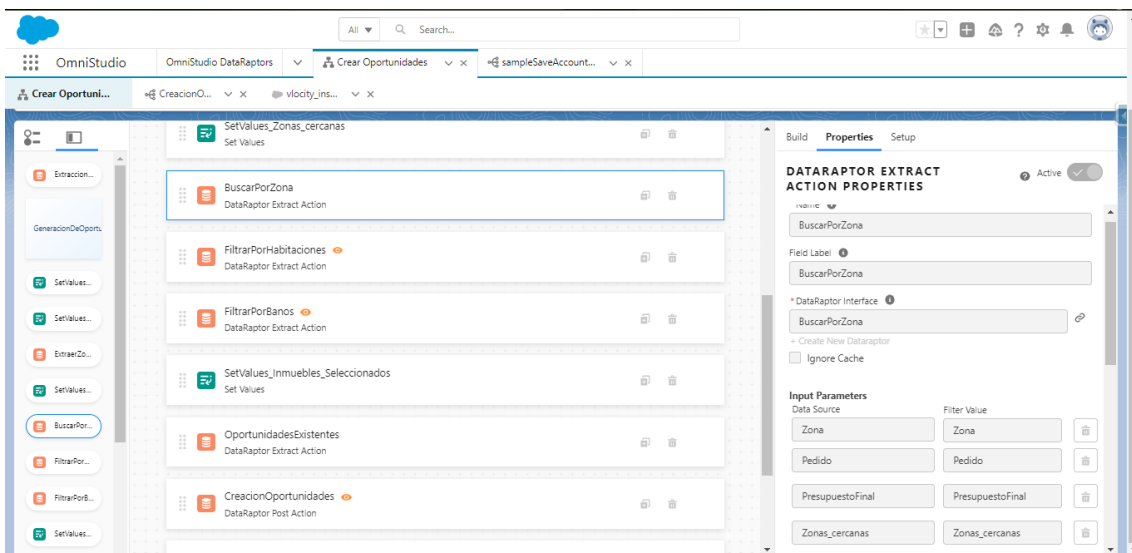 All
Search...
OmniStudio
OmniStudio DataRaptors
Crear Oportunidades
sampleSaveAccount...
Crear Oportuni...
CreacionO...
vlocity_ins...
Extraccion...
GeneracionDeOportu
SetValues...
SetValues...
ExtraerZo...
SetValues...
BuscarPor...
FiltrarPor...
FiltrarPorB...
SetValues...
SetValues_Zonas_cercanas
Set Values
BuscarPorZona
DataRaptor Extract Action
FiltrarPorHabitaciones
DataRaptor Extract Action
FiltrarPorBanos
DataRaptor Extract Action
SetValues_Inmuebles_Seleccionados
Set Values
OportunidadesExistentes
DataRaptor Extract Action
CreacionOportunidades
DataRaptor Post Action
Build Properties Setup
DATARAPTOR EXTRACT
ACTION PROPERTIES
Active
Name
BuscarPorZona
Field Label
BuscarPorZona
*DataRaptor Interface
BuscarPorZona
+ Create New Dataraptor
Ignore Cache
Input Parameters
Data Source Filter Value
Zona Zona
Pedido Pedido
PresupuestoFinal PresupuestoFinal
Zonas_cercanas Zonas_cercanas